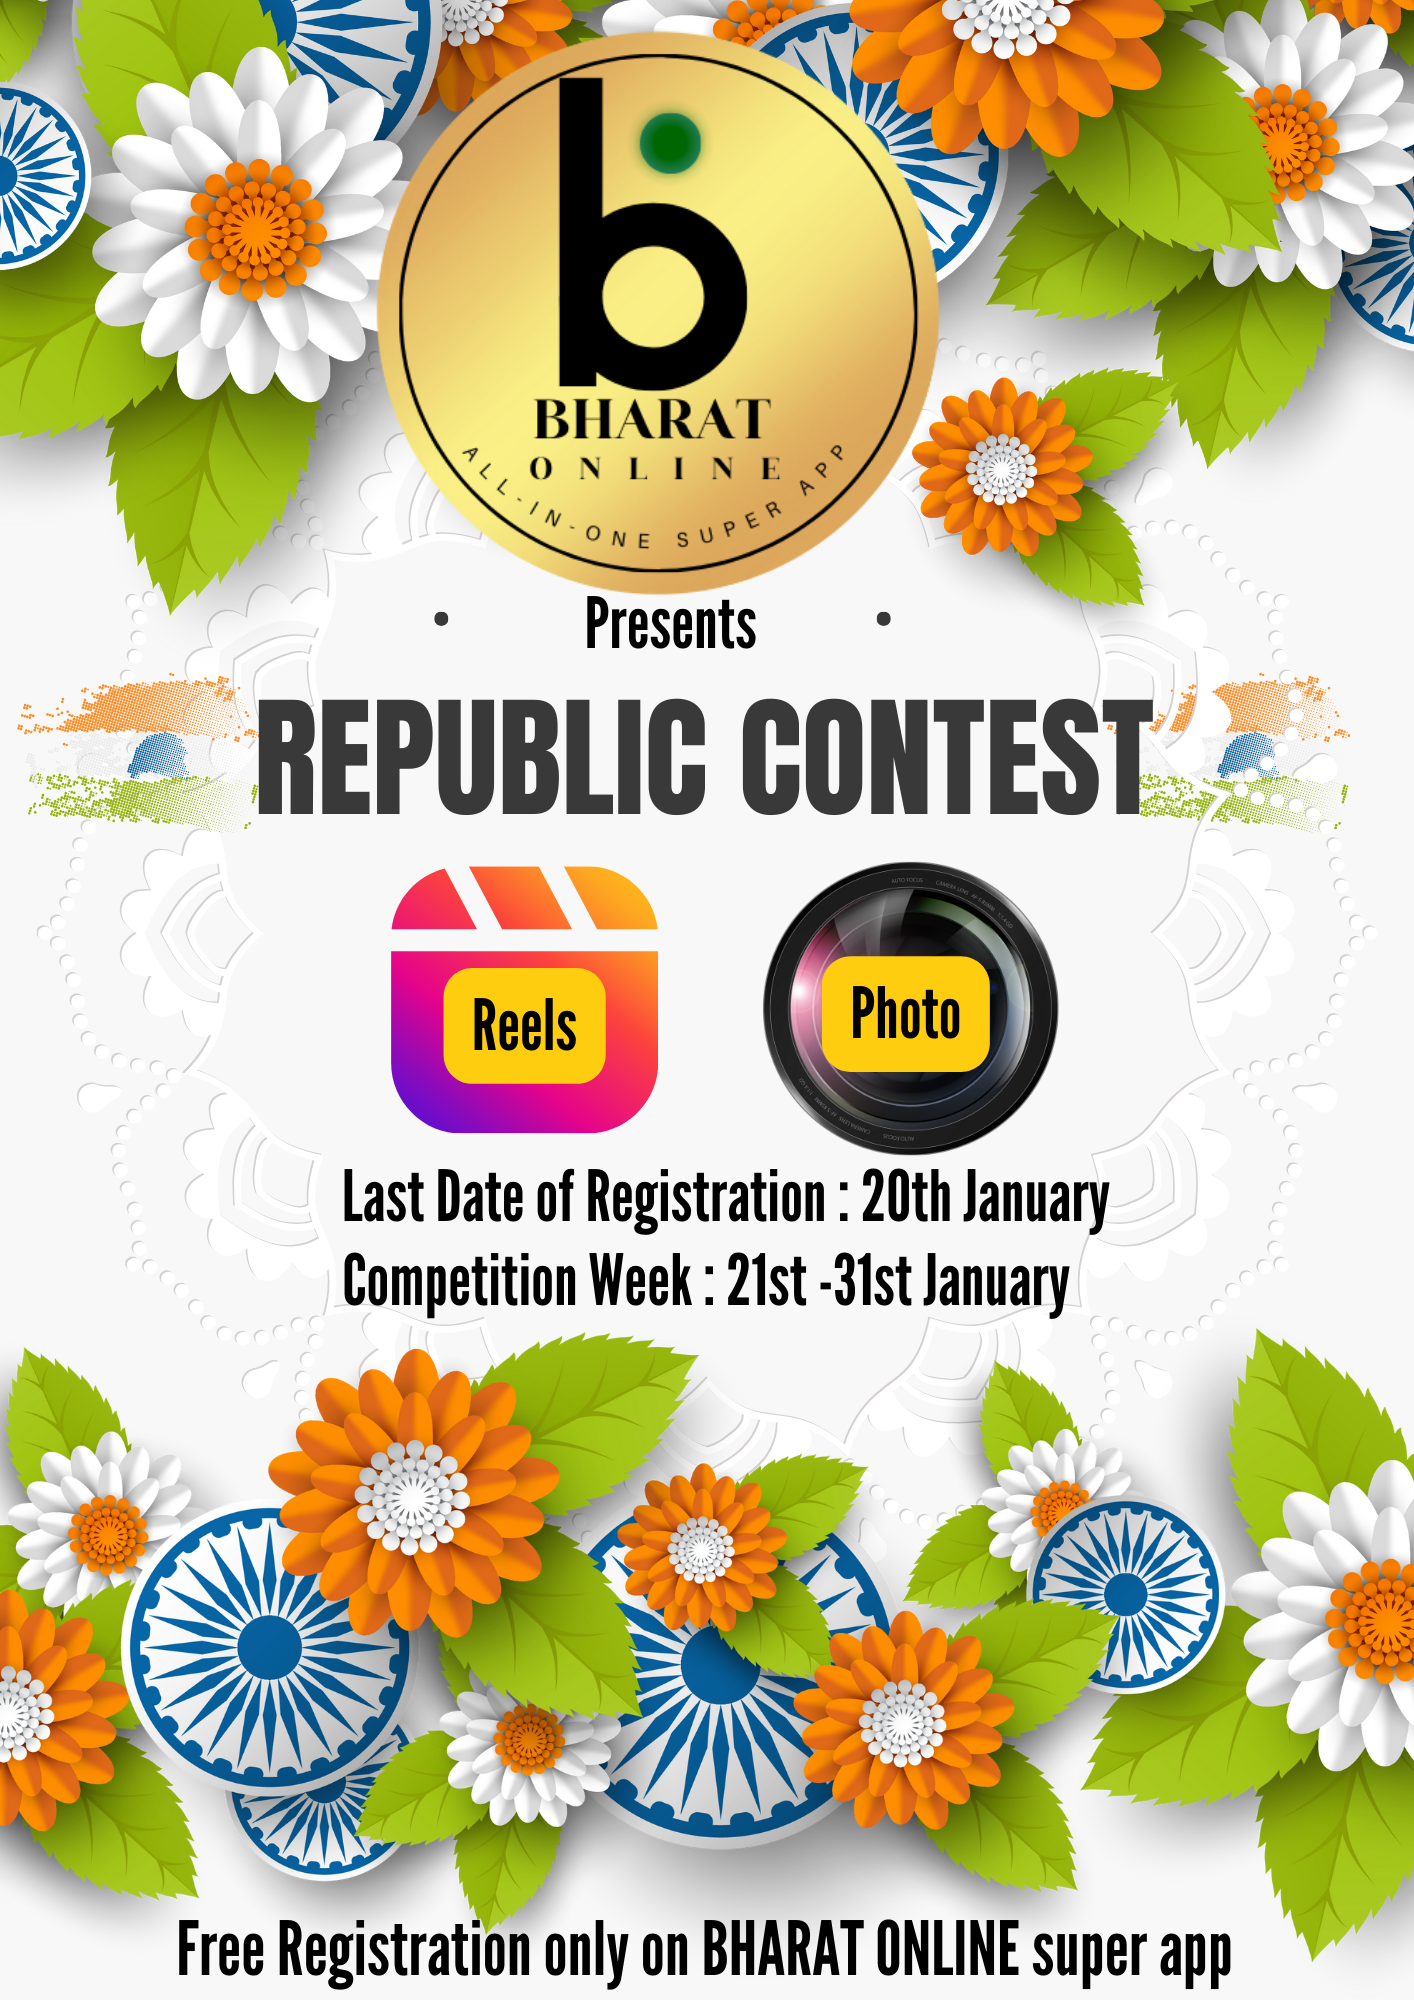 BHARAT
ONLINE
ALL-IN-ONE SUPER APP
Presents
REPUBLIC CONTEST
Reels
Photo
Last Date of Registration : 20th January
Competition Week : 21st -31st January
Free Registration only on BHARAT ONLINE super app